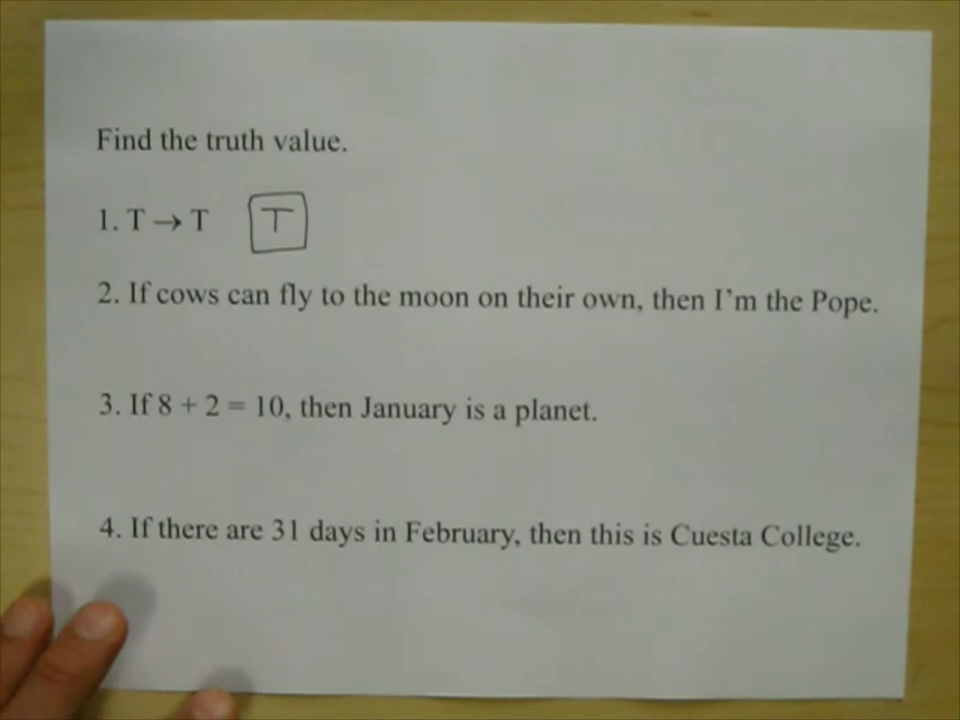 Find the truth value.
1. T → T T
2. If cows can fly to the moon on their own, then I'm the Pope.
3. If 8 + 2 = 10, then January is a planet.
4. If there are 31 days in February, then this is Cuesta College.